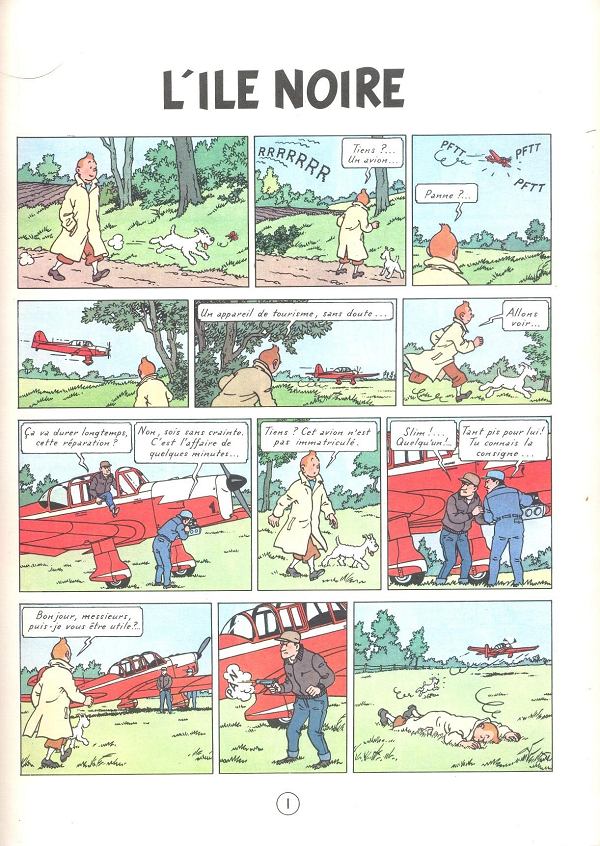 L'ILE NOIRE
RRRRRRR
Tiens ?...
Un avion...
PFTT
PFTT
PFTT
Panne ?...
Un appareil de tourisme, sans doute...
Allons
voir...
Ça va durer longtemps,
cette réparation ?
Non, sois sans crainte.
C'est l'affaire de
quelques minutes...
1
Tiens ? Cet avion n'est
pas immatriculé.
Slim !...
Quelqu'un!..
Tant pis pour lui!
Tu connais la
consigne...
Bonjour, messieurs,
puis-je vous être utile?..
1